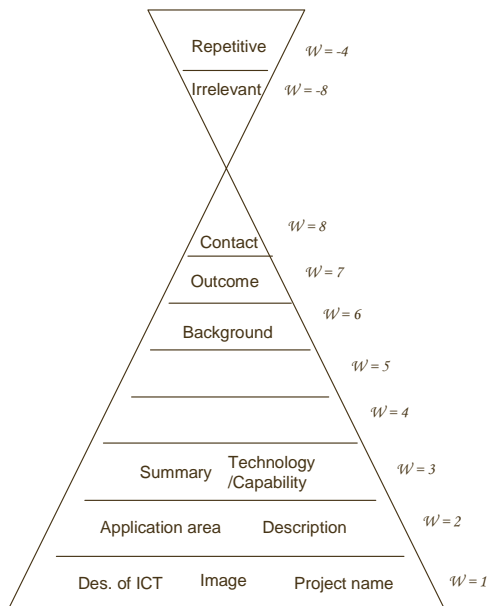 Repetitive
W = -4
Irrelevant
W = -8
W = 8
Contact
W = 7
Outcome
W = 6
Background
W = 5
W = 4
Summary Technology
/Capability
W = 3
Application area Description
W = 2
Des. of ICT Image Project name
W = 1